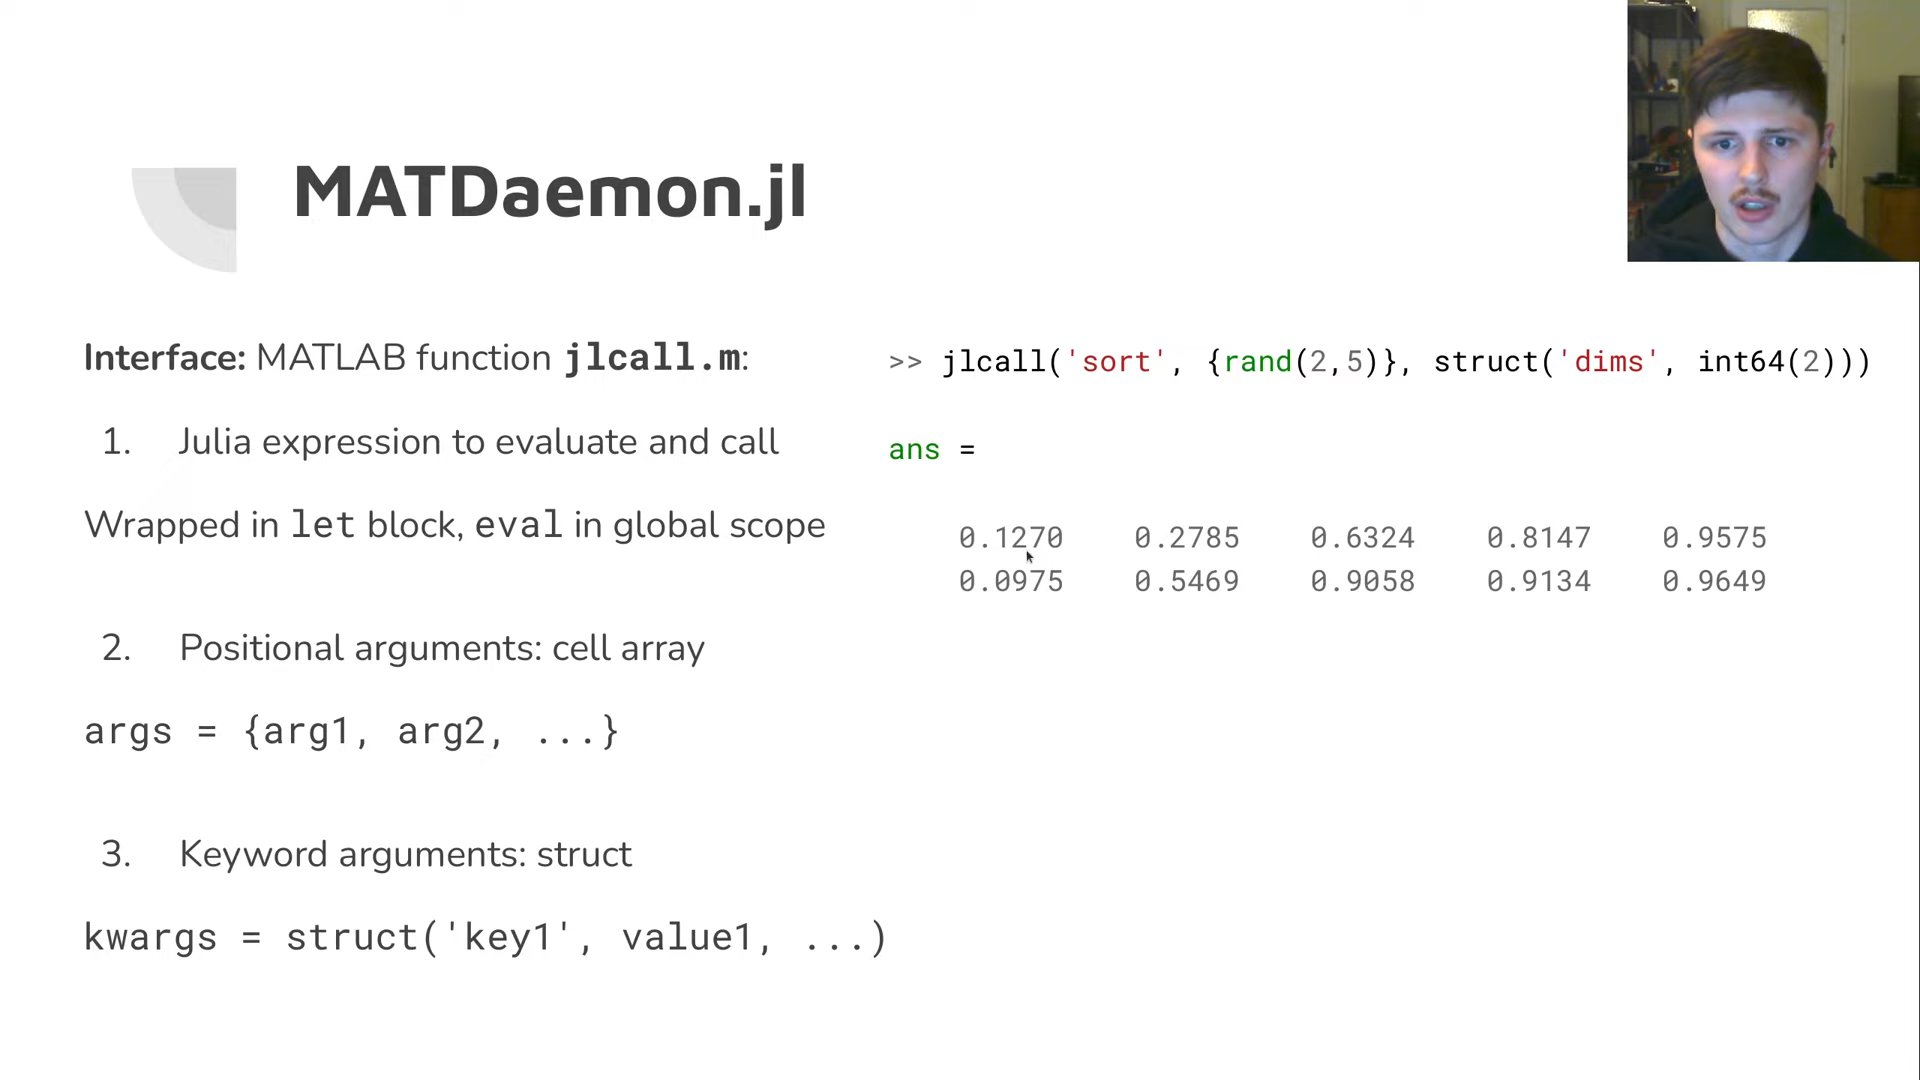 MATDaemon.jl
Interface: MATLAB function jlcall.m:
1. Julia expression to evaluate and call
Wrapped in let block, eval in global scope
2. Positional arguments: cell array
args = {arg1, arg2, ...}
3. Keyword arguments: struct
kwargs = struct('key1', value1, ...)
>> jlcall('sort', {rand(2,5)}, struct('dims', int64(2)))
ans =
0.1270 0.2785 0.6324 0.8147 0.9575
0.0975 0.5469 0.9058 0.9134 0.9649